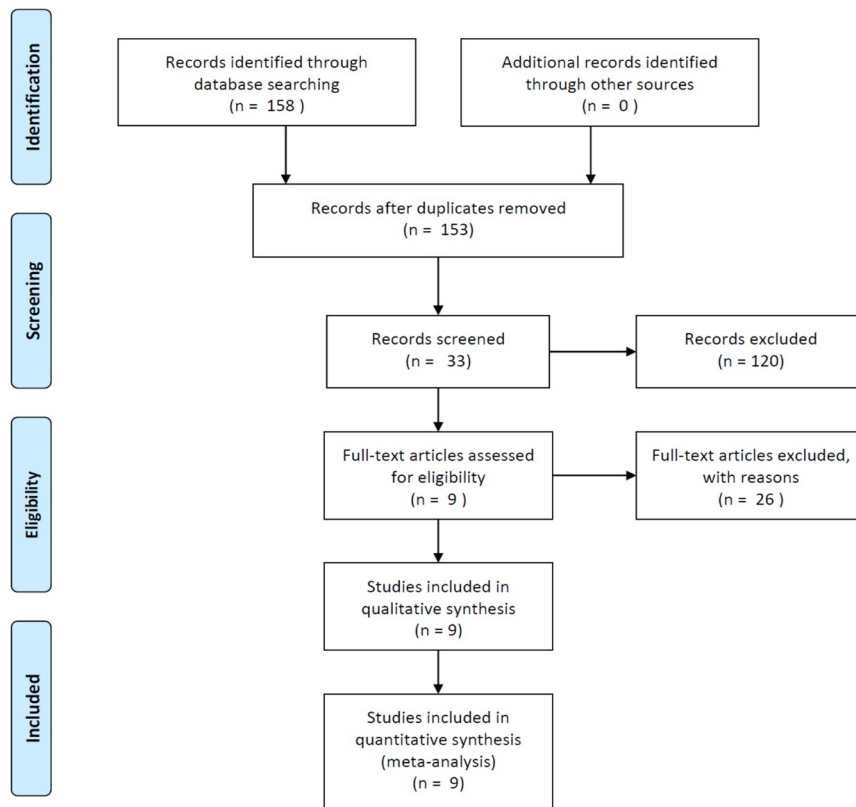 Identification
Records identified through
database searching
(n = 158 )
Additional records identified
through other sources
(n = 0 )
Records after duplicates removed
(n = 153)
Screening
Records screened
(n = 33)
Records excluded
(n = 120)
Eligibility
Full-text articles assessed
for eligibility
(n = 9 )
Full-text articles excluded,
with reasons
(n = 26 )
Studies included in
qualitative synthesis
(n = 9)
Included
Studies included in
quantitative synthesis
(meta-analysis)
(n = 9)